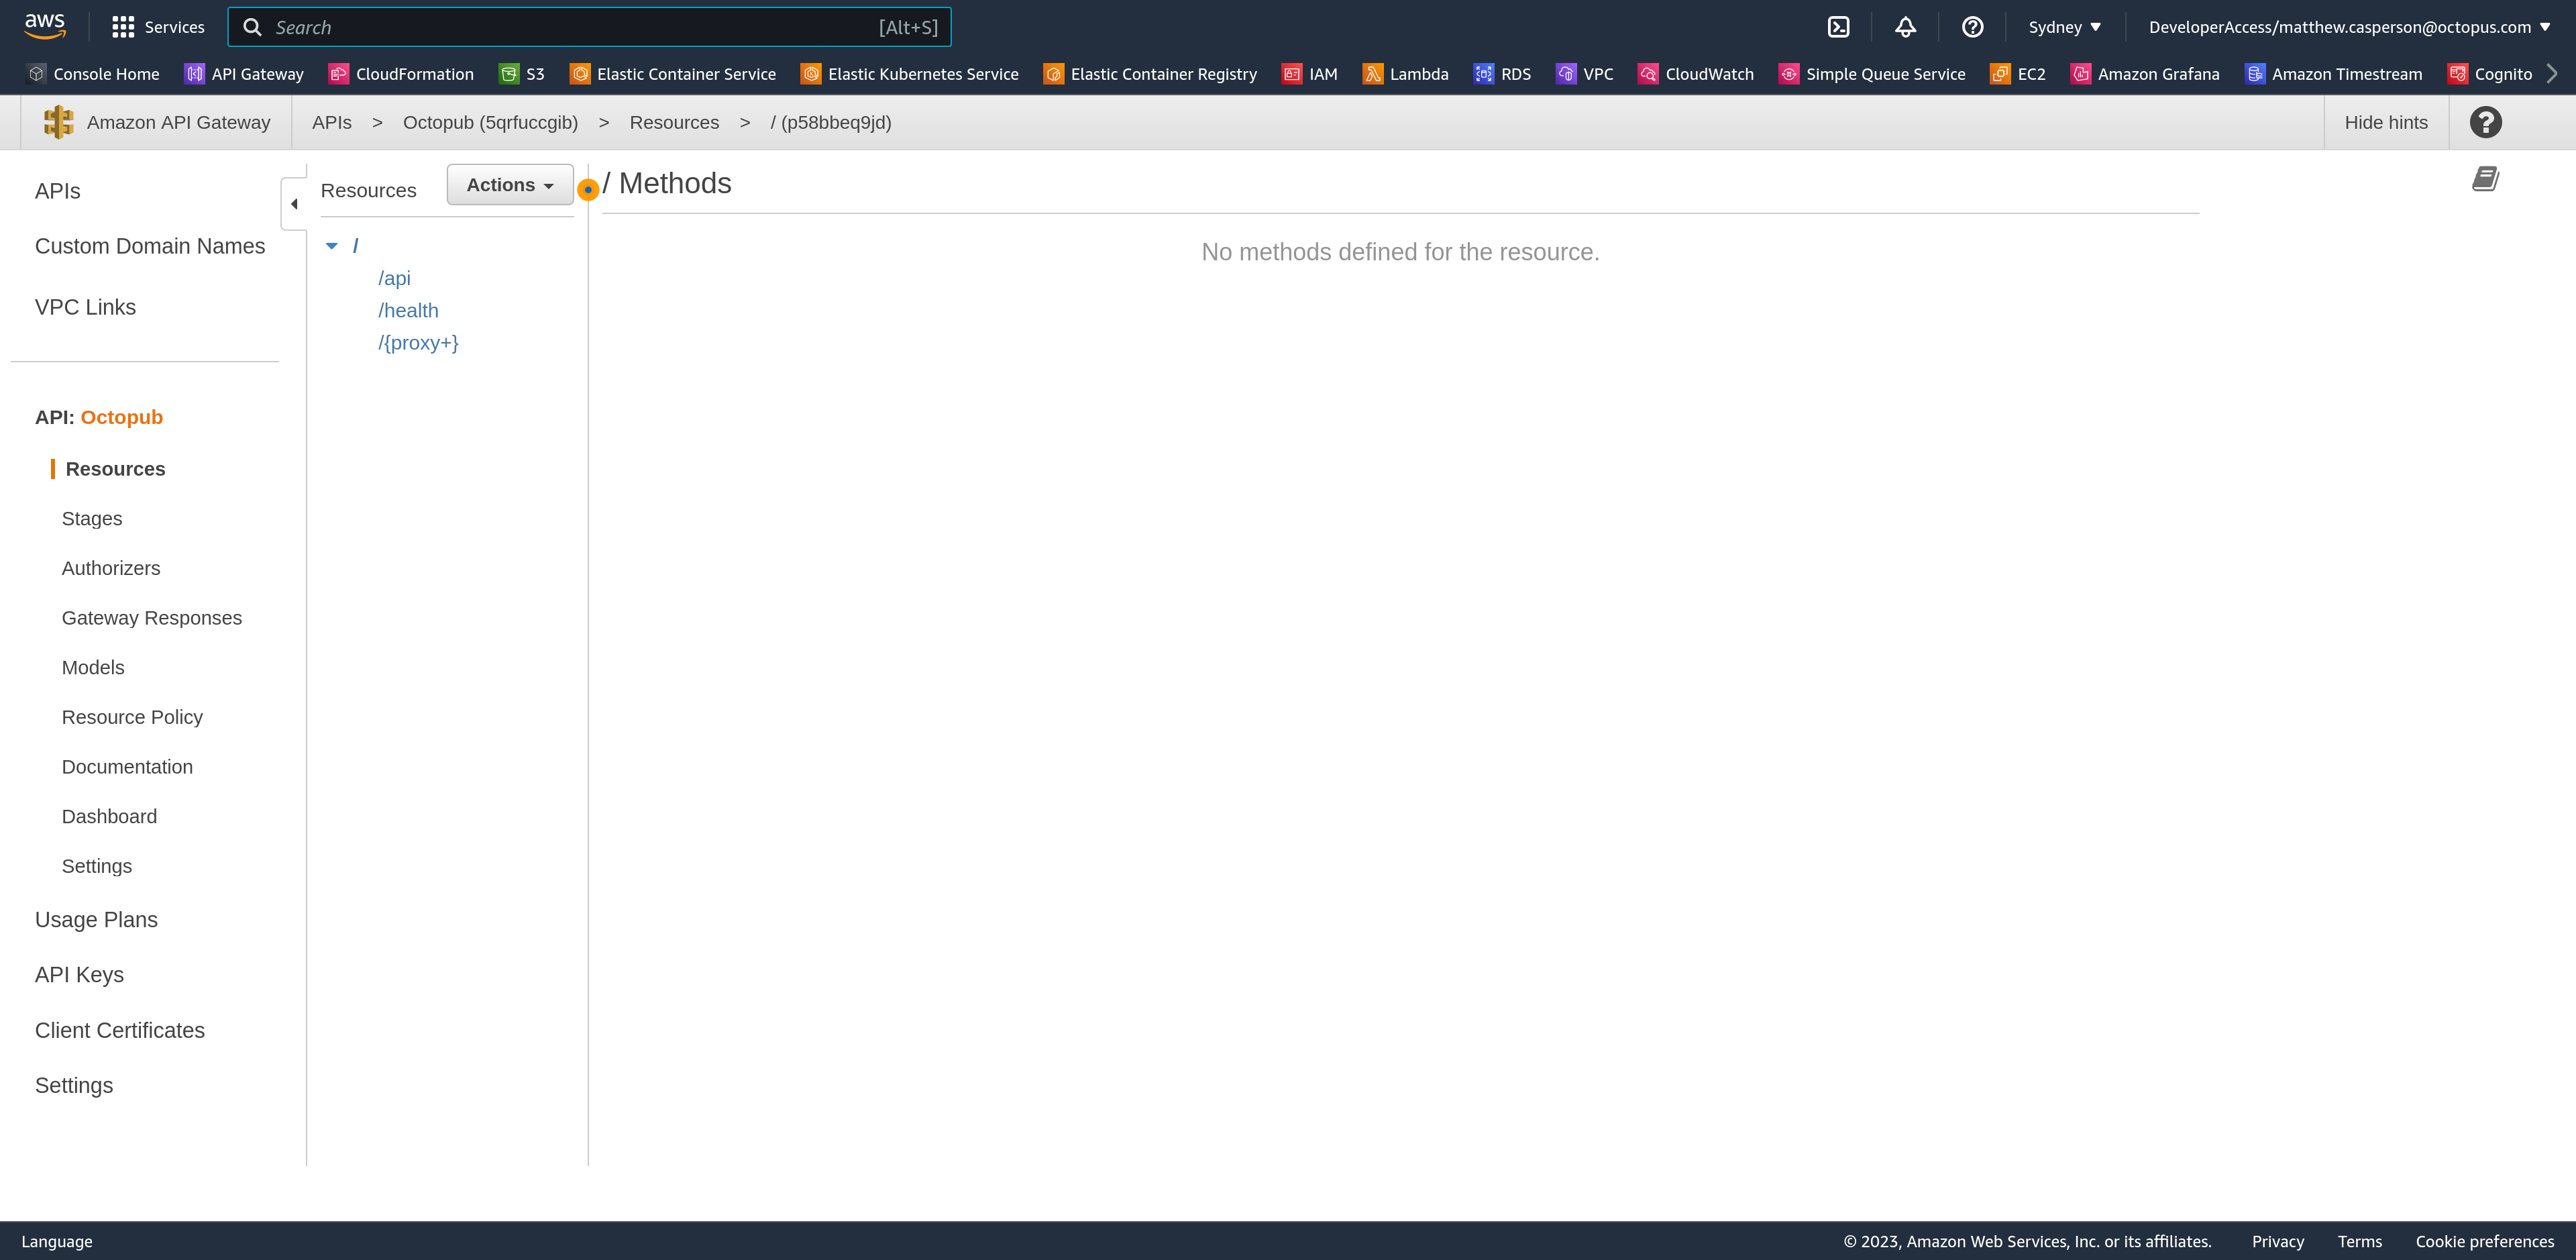 aws Services Search [Alt+S] Sydney DeveloperAccess/matthew.casperson@octopus.com
Console Home API Gateway CloudFormation S3 Elastic Container Service Elastic Kubernetes Service Elastic Container Registry IAM Lambda RDS VPC CloudWatch Simple Queue Service EC2 Amazon Grafana Amazon Timestream Cognito
Amazon API Gateway APIs > Octopub (5qrfuccgib) > Resources > / (p58bbeq9jd) Hide hints
APIs
Custom Domain Names
VPC Links
API: Octopub
Resources
Stages
Authorizers
Gateway Responses
Models
Resource Policy
Documentation
Dashboard
Settings
Usage Plans
API Keys
Client Certificates
Settings
Resources Actions
/
/api
/health
/{proxy+}
/ Methods
No methods defined for the resource.
Language © 2023, Amazon Web Services, Inc. or its affiliates. Privacy Terms Cookie preferences